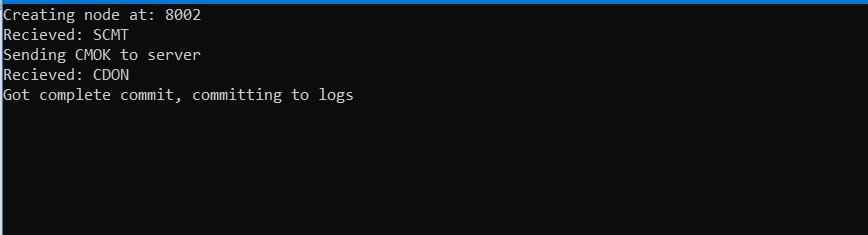 Creating node at: 8002
Recieved: SCMT
Sending CMOK to server
Recieved: CDON
Got complete commit, committing to logs